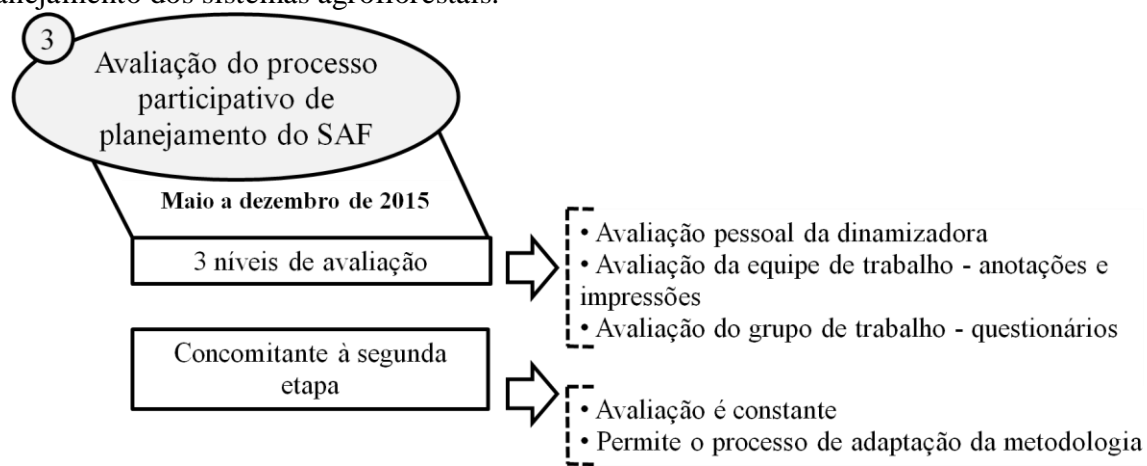 planejamento dos sistemas agroflorestais.
3
Avaliação do processo
participativo de
planejamento do SAF
Maio a dezembro de 2015
3 níveis de avaliação
• Avaliação pessoal da dinamizadora
• Avaliação da equipe de trabalho - anotações e
impressões
• Avaliação do grupo de trabalho - questionários
Concomitante à segunda
etapa
• Avaliação é constante
• Permite o processo de adaptação da metodologia